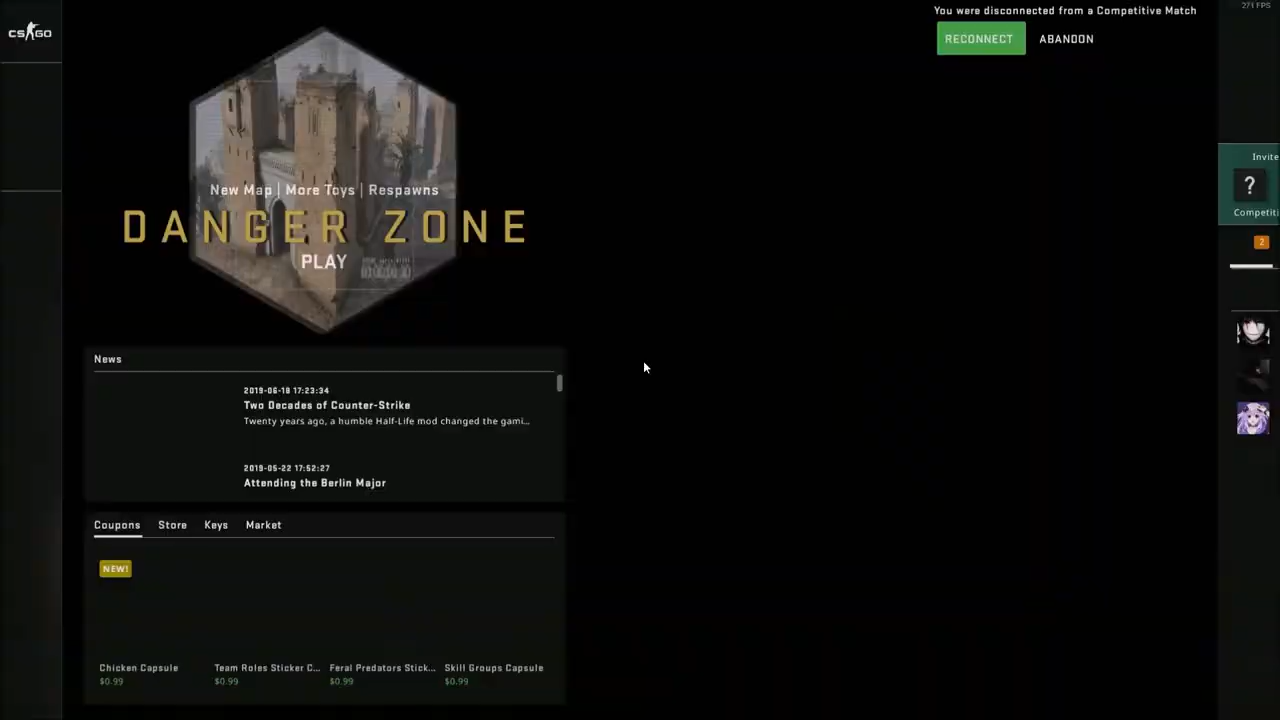 You were disconnected from a Competitive Match
271 FPS
CS GO
RECONNECT
ABANDON
Invite
?
Competiti
2
New Map | More Toys | Respawns
DANGER ZONE
PLAY
News
2019-06-18 17:23:34
Two Decades of Counter-Strike
Twenty years ago, a humble Half-Life mod changed the gami...
2019-05-22 17:52:27
Attending the Berlin Major
Coupons Store Keys Market
NEW!
Chicken Capsule Team Roles Sticker C... Feral Predators Stick... Skill Groups Capsule
$0.99 $0.99 $0.99 $0.99